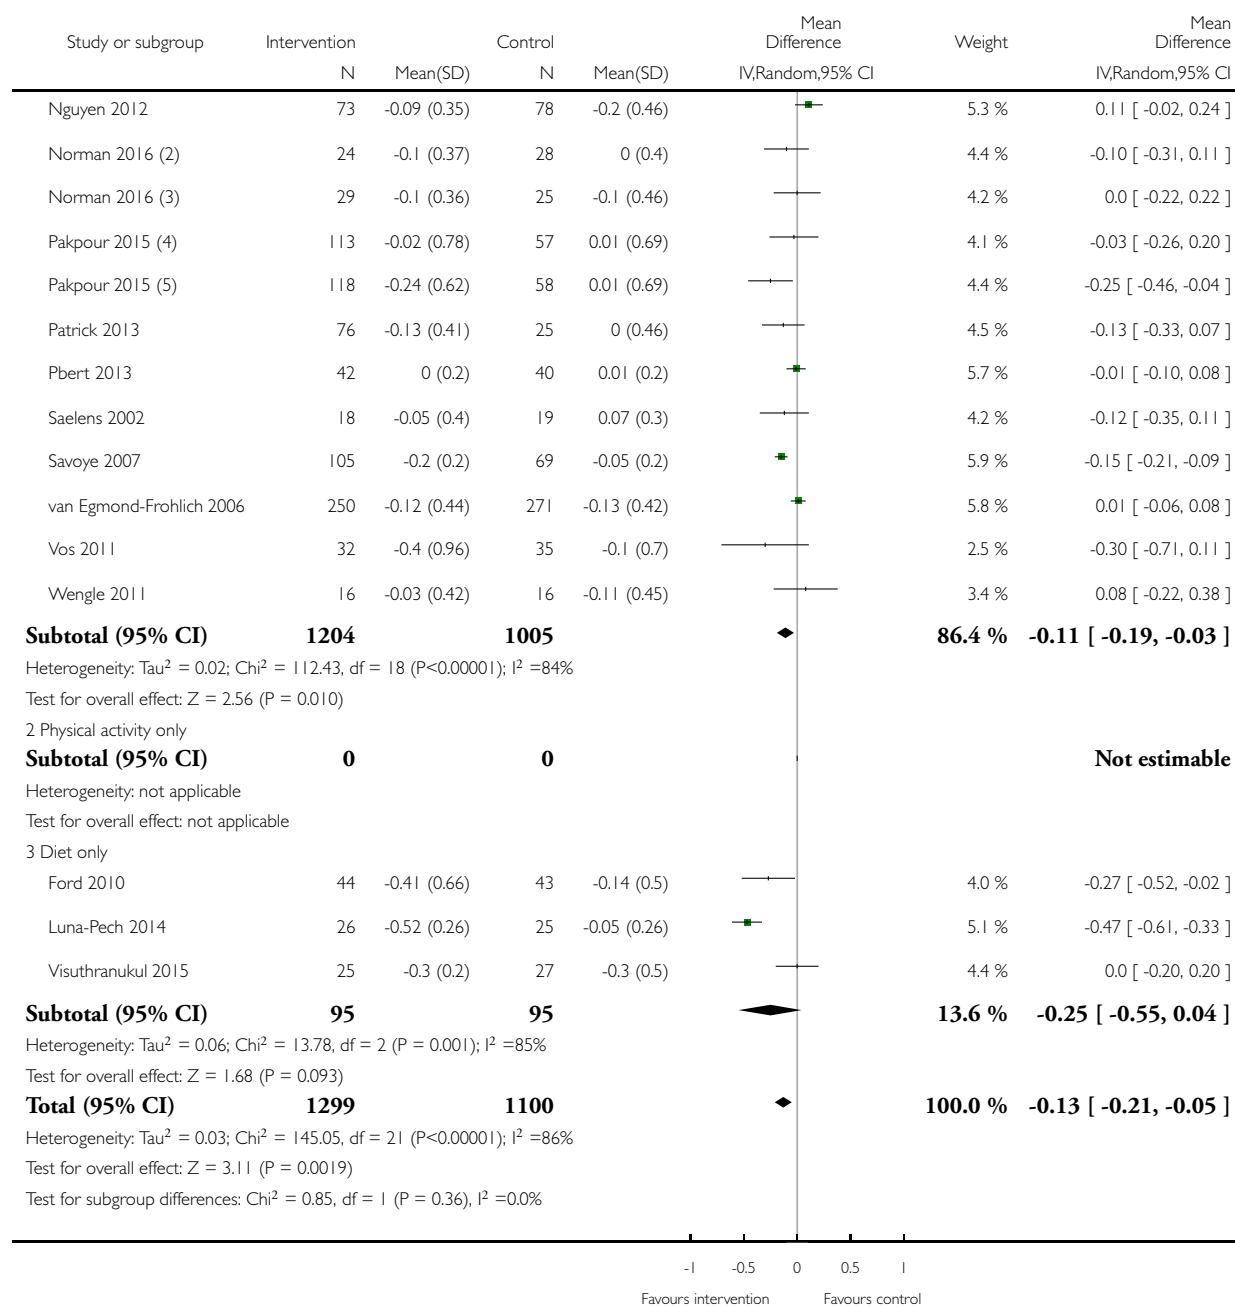 Study or subgroup Intervention Control Mean Difference Weight Mean Difference
N Mean(SD) N Mean(SD) IV,Random,95% CI IV,Random,95% CI
Nguyen 2012 73 -0.09 (0.35) 78 -0.2 (0.46) 5.3 % 0.11 [ -0.02, 0.24 ]
Norman 2016 (2) 24 -0.1 (0.37) 28 0 (0.4) 4.4 % -0.10 [ -0.31, 0.11 ]
Norman 2016 (3) 29 -0.1 (0.36) 25 -0.1 (0.46) 4.2 % 0.0 [ -0.22, 0.22 ]
Pakpour 2015 (4) 113 -0.02 (0.78) 57 0.01 (0.69) 4.1 % -0.03 [ -0.26, 0.20 ]
Pakpour 2015 (5) 118 -0.24 (0.62) 58 0.01 (0.69) 4.4 % -0.25 [ -0.46, -0.04 ]
Patrick 2013 76 -0.13 (0.41) 25 0 (0.46) 4.5 % -0.13 [ -0.33, 0.07 ]
Pbert 2013 42 0 (0.2) 40 0.01 (0.2) 5.7 % -0.01 [ -0.10, 0.08 ]
Saelens 2002 18 -0.05 (0.4) 19 0.07 (0.3) 4.2 % -0.12 [ -0.35, 0.11 ]
Savoye 2007 105 -0.2 (0.2) 69 -0.05 (0.2) 5.9 % -0.15 [ -0.21, -0.09 ]
van Egmond-Frohlich 2006 250 -0.12 (0.44) 271 -0.13 (0.42) 5.8 % 0.01 [ -0.06, 0.08 ]
Vos 2011 32 -0.4 (0.96) 35 -0.1 (0.7) 2.5 % -0.30 [ -0.71, 0.11 ]
Wengle 2011 16 -0.03 (0.42) 16 -0.11 (0.45) 3.4 % 0.08 [ -0.22, 0.38 ]
Subtotal (95% CI) 1204 1005 86.4 % -0.11 [ -0.19, -0.03 ]
Heterogeneity: Tau² = 0.02; Chi² = 112.43, df = 18 (P<0.00001); I² =84%
Test for overall effect: Z = 2.56 (P = 0.010)
2 Physical activity only
Subtotal (95% CI) 0 0 Not estimable
Heterogeneity: not applicable
Test for overall effect: not applicable
3 Diet only
Ford 2010 44 -0.41 (0.66) 43 -0.14 (0.5) 4.0 % -0.27 [ -0.52, -0.02 ]
Luna-Pech 2014 26 -0.52 (0.26) 25 -0.05 (0.26) 5.1 % -0.47 [ -0.61, -0.33 ]
Visuthranukul 2015 25 -0.3 (0.2) 27 -0.3 (0.5) 4.4 % 0.0 [ -0.20, 0.20 ]
Subtotal (95% CI) 95 95 13.6 % -0.25 [ -0.55, 0.04 ]
Heterogeneity: Tau² = 0.06; Chi² = 13.78, df = 2 (P = 0.001); I² =85%
Test for overall effect: Z = 1.68 (P = 0.093)
Total (95% CI) 1299 1100 100.0 % -0.13 [ -0.21, -0.05 ]
Heterogeneity: Tau² = 0.03; Chi² = 145.05, df = 21 (P<0.00001); I² =86%
Test for overall effect: Z = 3.11 (P = 0.0019)
Test for subgroup differences: Chi² = 0.85, df = 1 (P = 0.36), I² =0.0%
-1 -0.5 0 0.5 1
Favours intervention Favours control